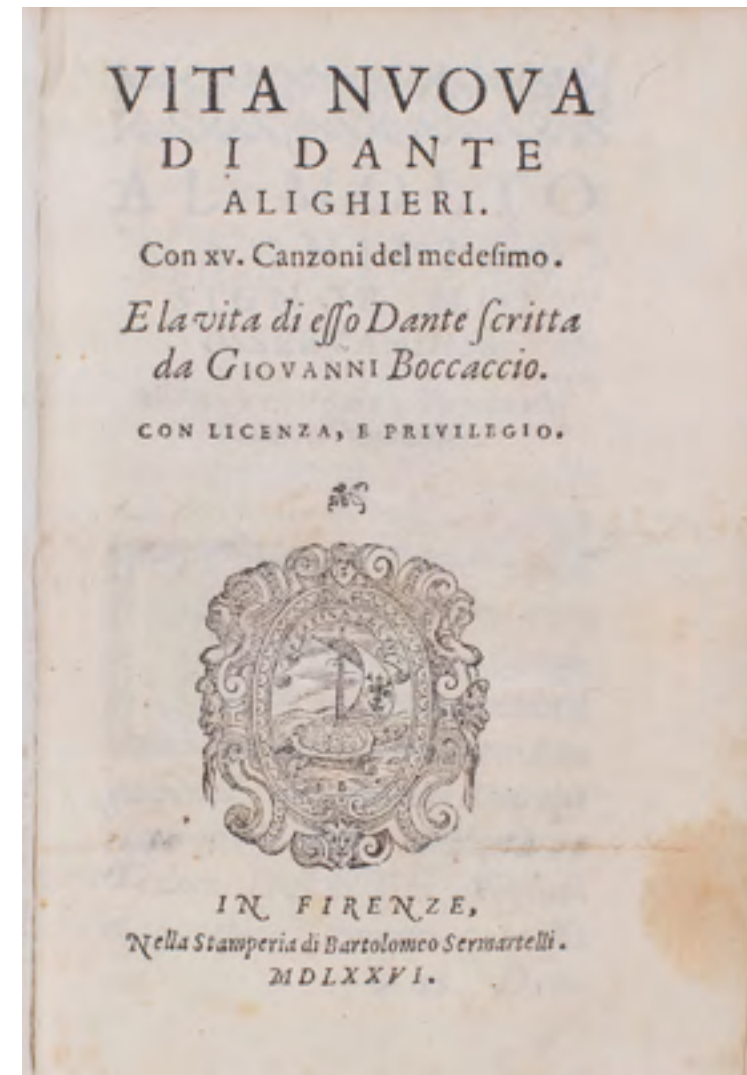 VITA NVOVA
DI DANTE
ALIGHIERI.
Con xv. Canzoni del medeſimo.
E la vita di eſſo Dante ſcritta
da GIOVANNI Boccaccio.
CON LICENZA, E PRIVILEGIO.
IN FIRENZE,
Nella Stamperia di Bartolomeo Sermartelli.
MDLXXVI.